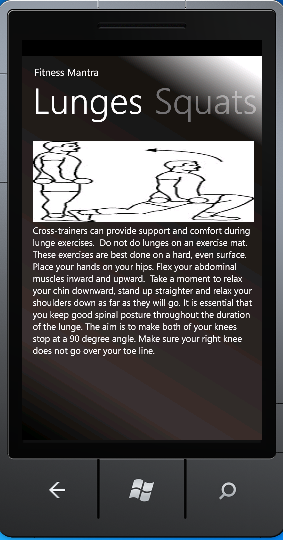 Fitness Mantra
Lunges Squats
Cross-trainers can provide support and comfort during
lunge exercises.  Do not do lunges on an exercise mat.
These exercises are best done on a hard, even surface.
Place your hands on your hips. Flex your abdominal
muscles inward and upward.  Take a moment to relax
your chin downward, stand up straighter and relax your
shoulders down as far as they will go. It is essential that
you keep good spinal posture throughout the duration
of the lunge. The aim is to make both of your knees
stop at a 90 degree angle. Make sure your right knee
does not go over your toe line.